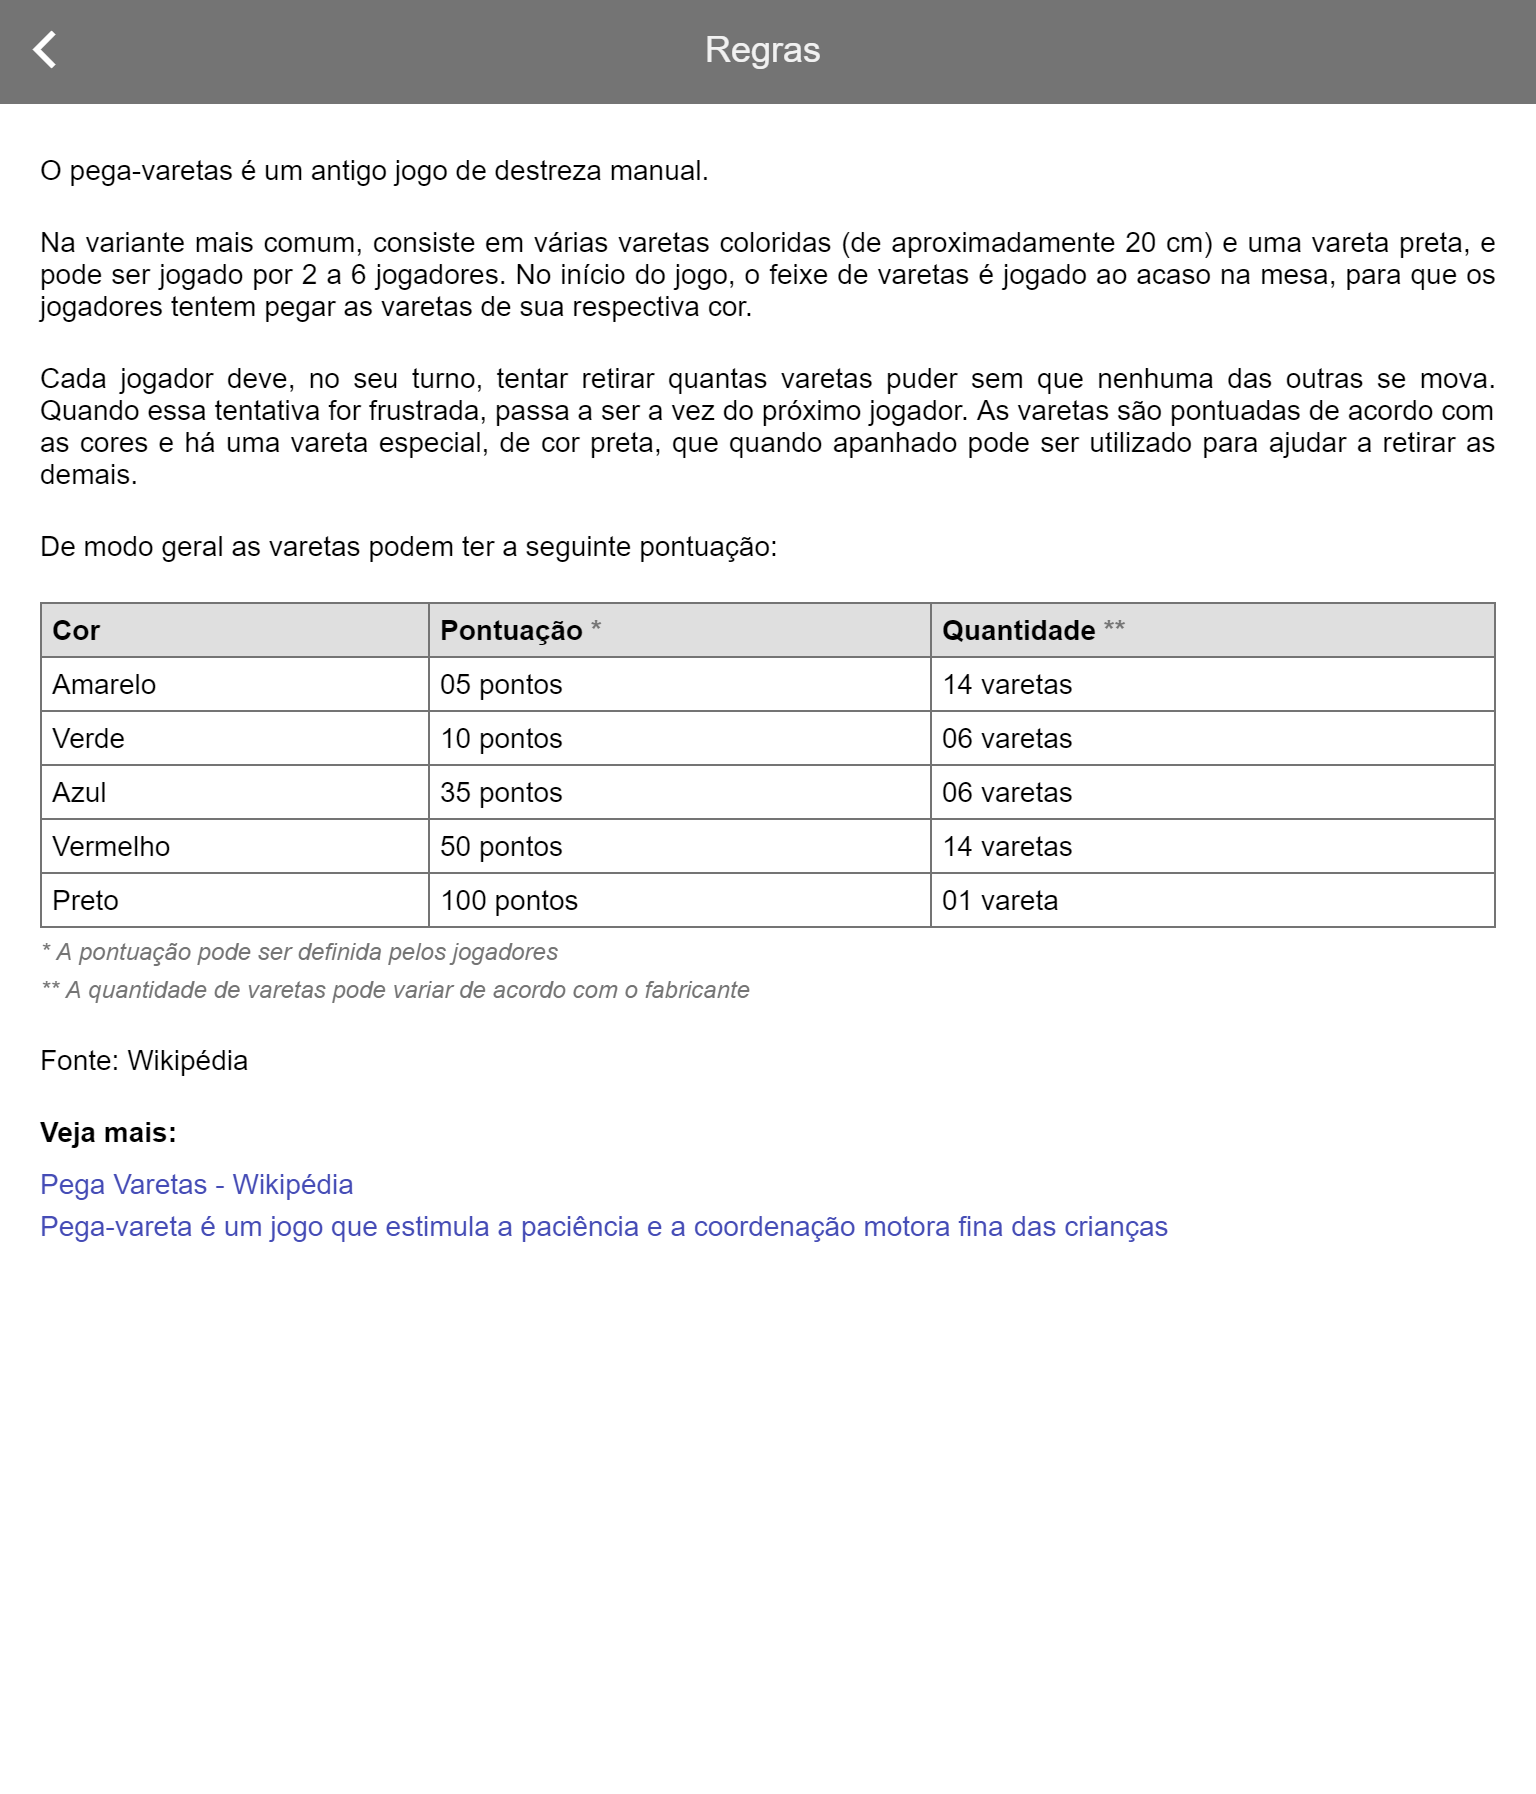 Regras
O pega-varetas é um antigo jogo de destreza manual.
Na variante mais comum, consiste em várias varetas coloridas (de aproximadamente 20 cm) e uma vareta preta, e
pode ser jogado por 2 a 6 jogadores. No início do jogo, o feixe de varetas é jogado ao acaso na mesa, para que os
jogadores tentem pegar as varetas de sua respectiva cor.
Cada jogador deve, no seu turno, tentar retirar quantas varetas puder sem que nenhuma das outras se mova.
Quando essa tentativa for frustrada, passa a ser a vez do próximo jogador. As varetas são pontuadas de acordo com
as cores e há uma vareta especial, de cor preta, que quando apanhado pode ser utilizado para ajudar a retirar as
demais.
De modo geral as varetas podem ter a seguinte pontuação:
Cor Pontuação * Quantidade **
Amarelo 05 pontos 14 varetas
Verde 10 pontos 06 varetas
Azul 35 pontos 06 varetas
Vermelho 50 pontos 14 varetas
Preto 100 pontos 01 vareta
* A pontuação pode ser definida pelos jogadores
** A quantidade de varetas pode variar de acordo com o fabricante
Fonte: Wikipédia
Veja mais:
Pega Varetas - Wikipédia
Pega-vareta é um jogo que estimula a paciência e a coordenação motora fina das crianças